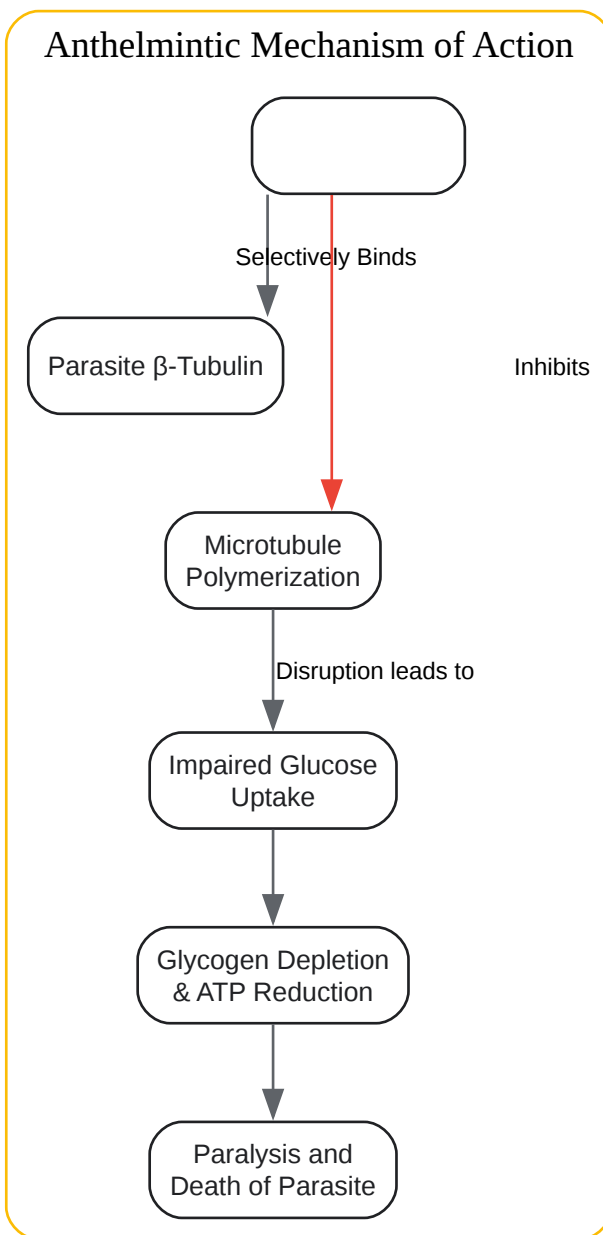 Anthelmintic Mechanism of Action
Selectively Binds
Parasite β-Tubulin
Inhibits
Microtubule
Polymerization
Disruption leads to
Impaired Glucose
Uptake
Glycogen Depletion
& ATP Reduction
Paralysis and
Death of Parasite